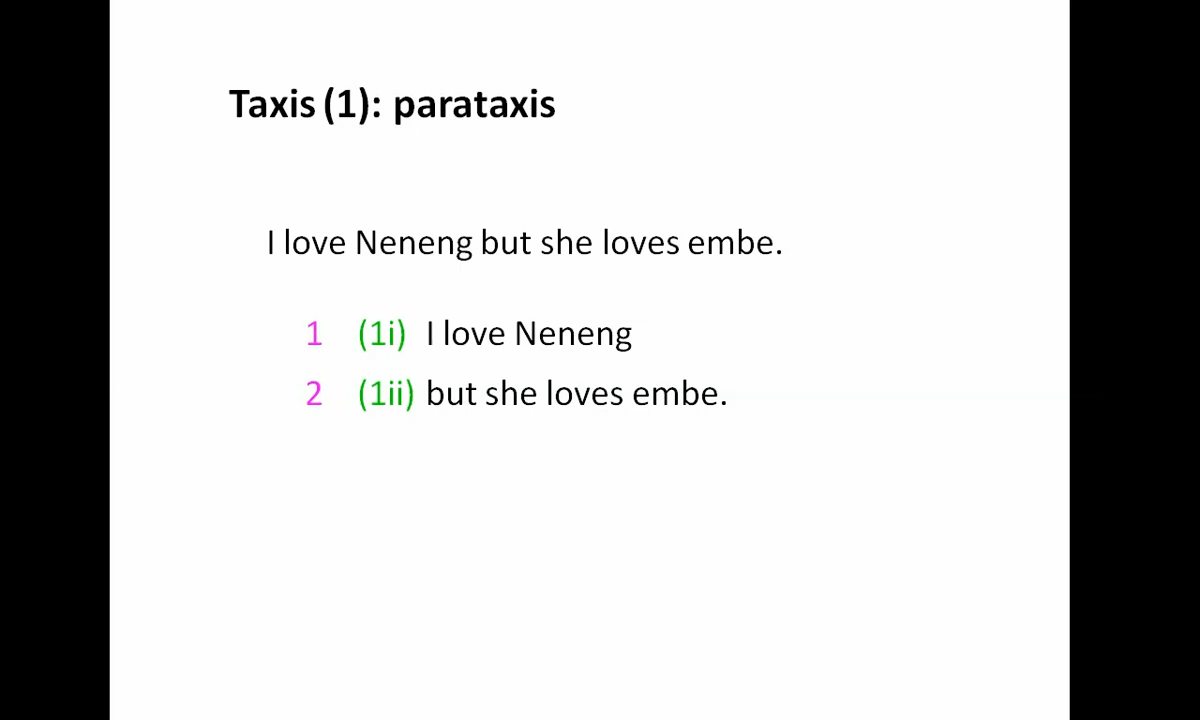 Taxis (1): parataxis
I love Neneng but she loves embe.
1 (1i) I love Neneng
2 (1ii) but she loves embe.